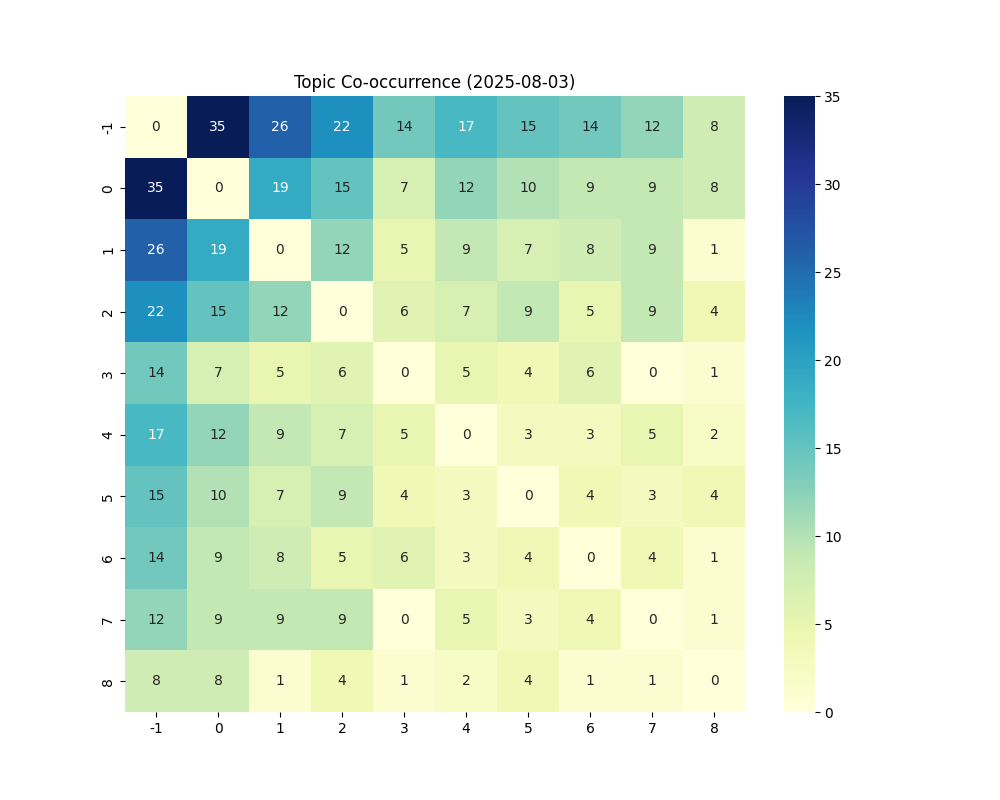 Topic Co-occurrence (2025-08-03)
-1 0 35 26 22 14 17 15 14 12 8
0 35 0 19 15 7 12 10 9 9 8
1 26 19 0 12 5 9 7 8 9 1
2 22 15 12 0 6 7 9 5 9 4
3 14 7 5 6 0 5 4 6 0 1
4 17 12 9 7 5 0 3 3 5 2
5 15 10 7 9 4 3 0 4 3 4
6 14 9 8 5 6 3 4 0 4 1
7 12 9 9 9 0 5 3 4 0 1
8 8 8 1 4 1 2 4 1 1 0
-1 0 1 2 3 4 5 6 7 8
35
30
25
20
15
10
5
0